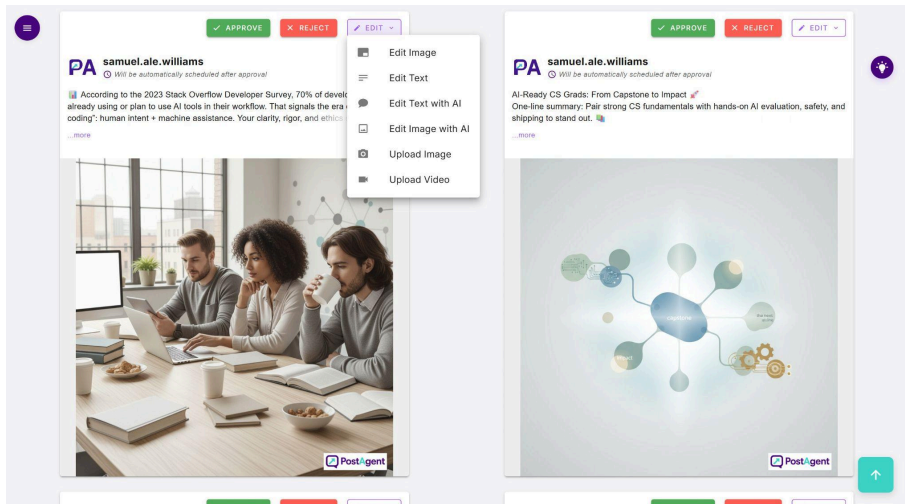 APPROVE
REJECT
EDIT
PA
samuel.ale.williams
Will be automatically scheduled after approval
According to the 2023 Stack Overflow Developer Survey, 70% of
already using or plan to use AI tools in their workflow. That signals the era
coding": human intent + machine assistance. Your clarity, rigor, and ethics
...more
Edit Image
Edit Text
Edit Text with AI
Edit Image with AI
Upload Image
Upload Video
PostAgent
APPROVE
REJECT
EDIT
PA
samuel.ale.williams
Will be automatically scheduled after approval
AI-Ready CS Grads: From Capstone to Impact
One-line summary: Pair strong CS fundamentals with hands-on AI evaluation, safety, and
shipping to stand out.
...more
capstone
PostAgent